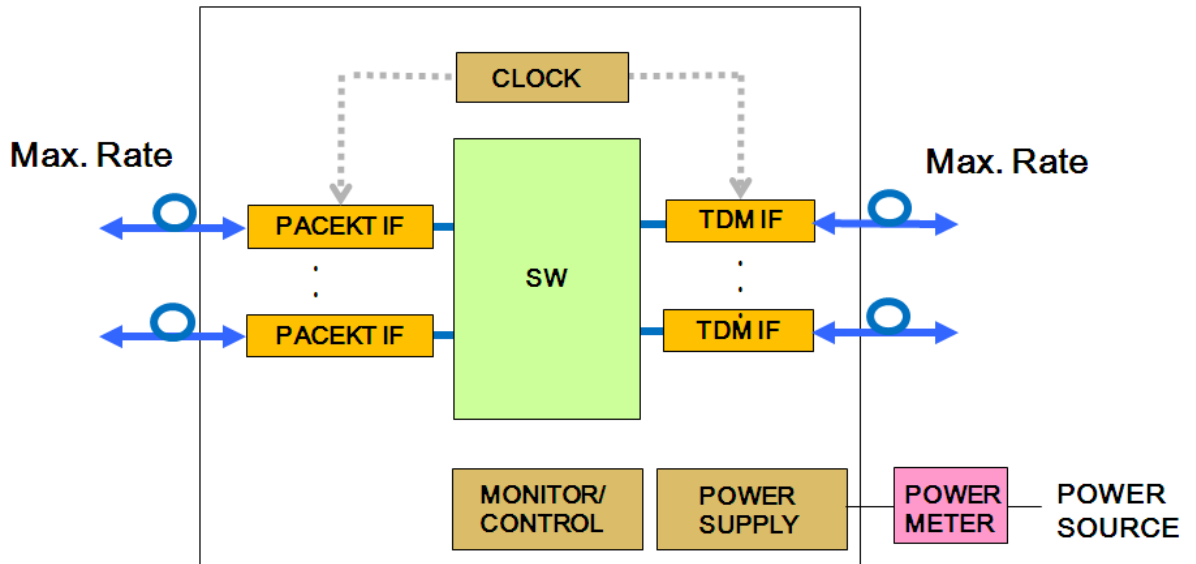 CLOCK
Max. Rate
Max. Rate
PACEKT IF
TDM IF
SW
PACEKT IF
TDM IF
MONITOR/
CONTROL
POWER
SUPPLY
POWER
METER
POWER
SOURCE